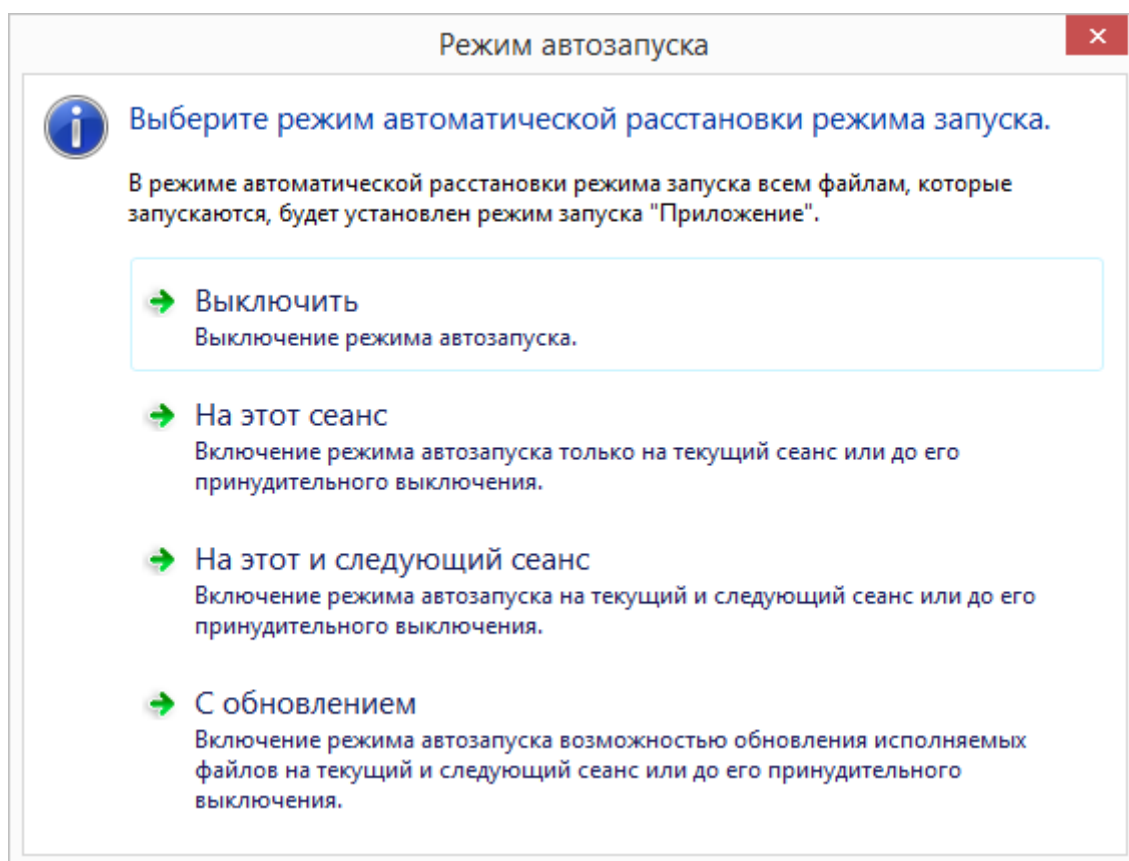 Режим автозапуска
Выберите режим автоматической расстановки режима запуска.
В режиме автоматической расстановки режима запуска всем файлам, которые
запускаются, будет установлен режим запуска "Приложение".
Выключить
Выключение режима автозапуска.
На этот сеанс
Включение режима автозапуска только на текущий сеанс или до его
принудительного выключения.
На этот и следующий сеанс
Включение режима автозапуска на текущий и следующий сеанс или до его
принудительного выключения.
С обновлением
Включение режима автозапуска возможностью обновления исполняемых
файлов на текущий и следующий сеанс или до его принудительного
выключения.